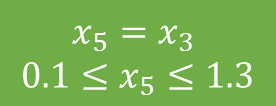 x₅ = x₃
0.1 ≤ x₅ ≤ 1.3